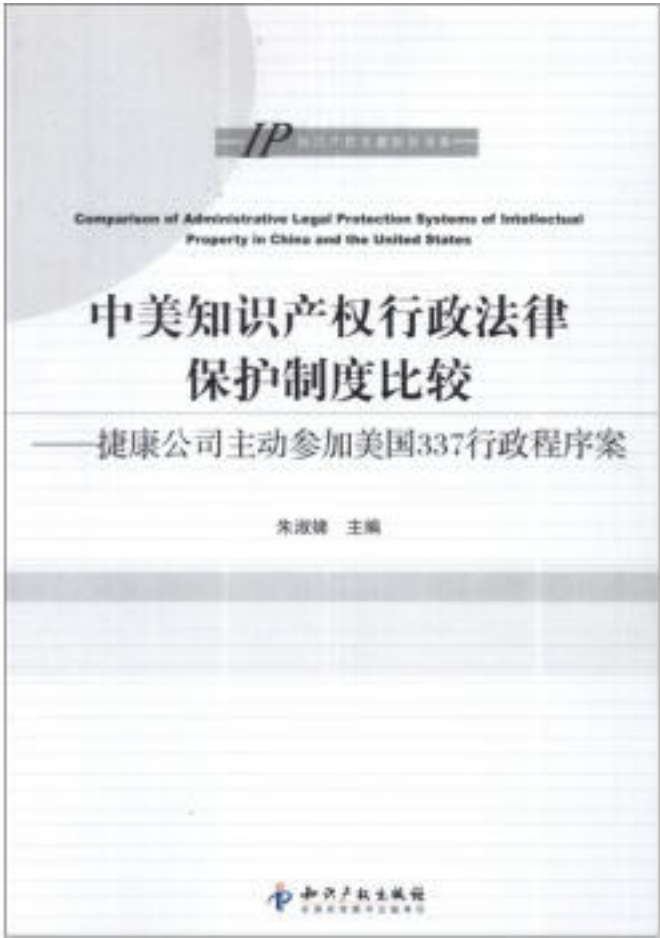 IP
Comparison of Administrative Legal Protection Systems of Intellectual
Property in China and the United States
中美知识产权行政法律
保护制度比较
——捷康公司主动参加美国337行政程序案
朱淑娣 主编
知识产权出版社